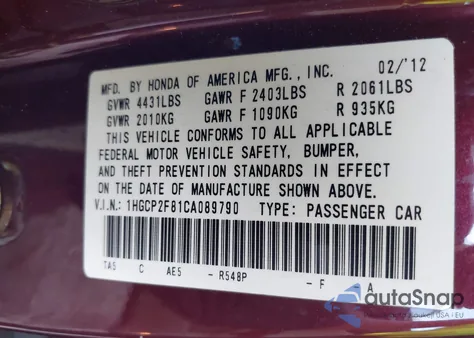 MFD. BY HONDA OF AMERICA MFG., INC. 02/'12
GVWR 4431LBS GAWR F 2403LBS R 2061LBS
GVWR 2010KG GAWR F 1090KG R 935KG
THIS VEHICLE CONFORMS TO ALL APPLICABLE
FEDERAL MOTOR VEHICLE SAFETY, BUMPER,
AND THEFT PREVENTION STANDARDS IN EFFECT
ON THE DATE OF MANUFACTURE SHOWN ABOVE.
V.I.N.: 1HGCP2F81CA089790 TYPE: PASSENGER CAR
TA5 C AE5 - R548P - F A
autoSnap